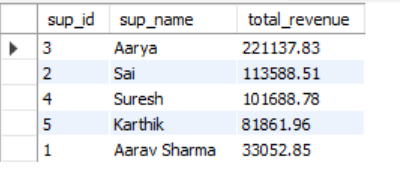 sup_id sup_name total_revenue
3 Aarya 221137.83
2 Sai 113588.51
4 Suresh 101688.78
5 Karthik 81861.96
1 Aarav Sharma 33052.85